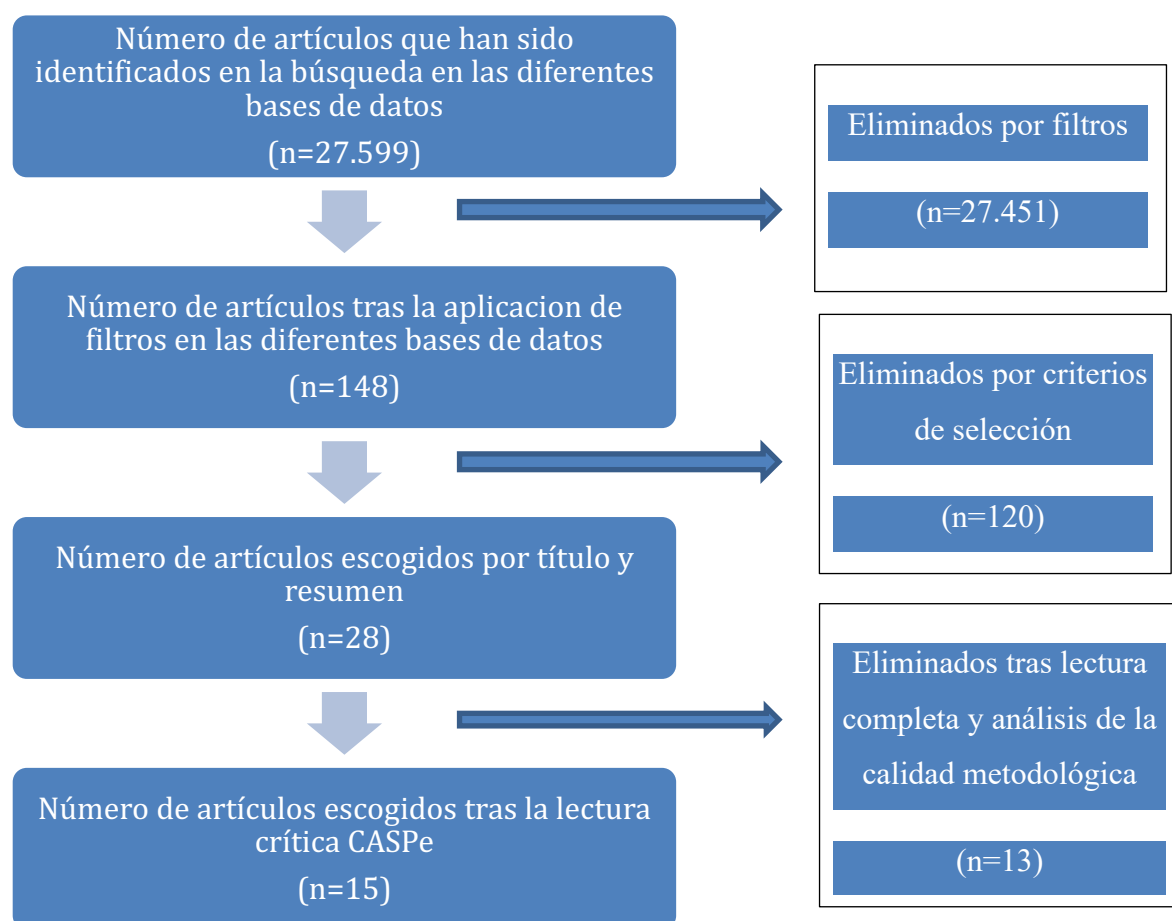 Número de artículos que han sido
identificados en la búsqueda en las diferentes
bases de datos
(n=27.599)
Eliminados por filtros
(n=27.451)
Número de artículos tras la aplicacion de
filtros en las diferentes bases de datos
(n=148)
Eliminados por criterios
de selección
(n=120)
Número de artículos escogidos por título y
resumen
(n=28)
Eliminados tras lectura
completa y análisis de la
calidad metodológica
(n=13)
Número de artículos escogidos tras la lectura
crítica CASPe
(n=15)